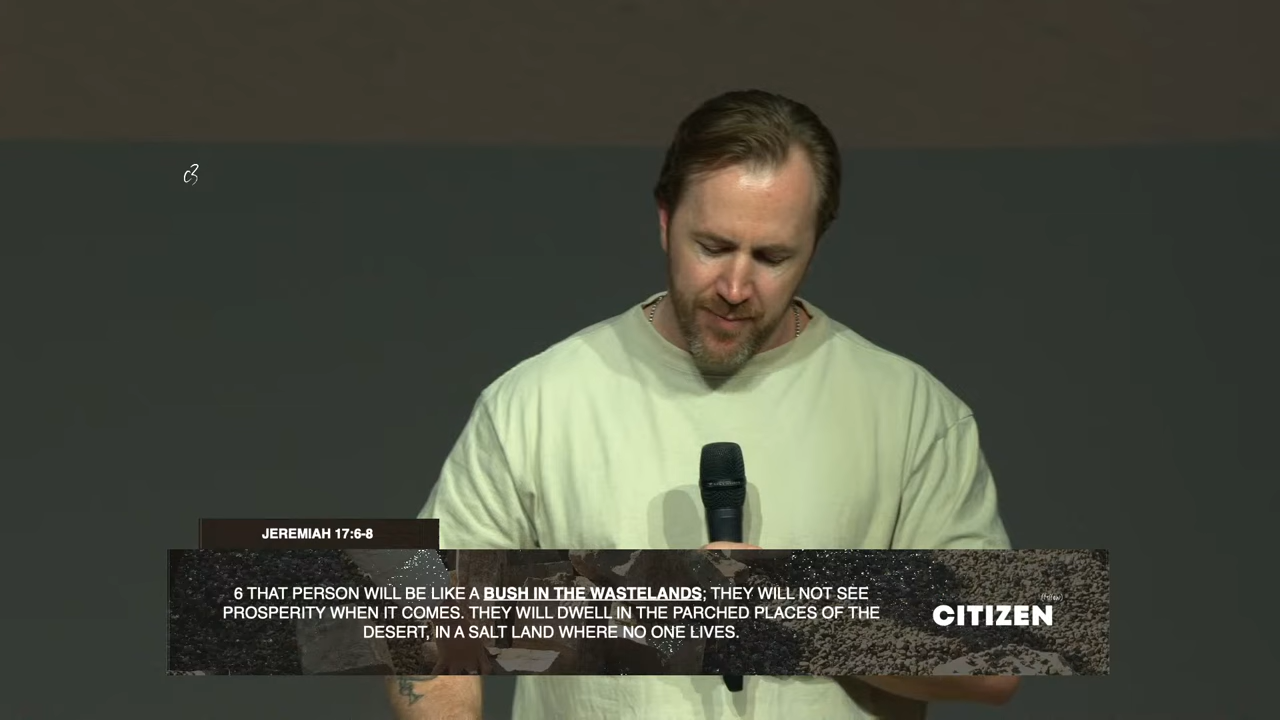 c3
JEREMIAH 17:6-8
6 THAT PERSON WILL BE LIKE A BUSH IN THE WASTELANDS; THEY WILL NOT SEE
PROSPERITY WHEN IT COMES. THEY WILL DWELL IN THE PARCHED PLACES OF THE
DESERT, IN A SALT LAND WHERE NO ONE LIVES.
CITIZEN